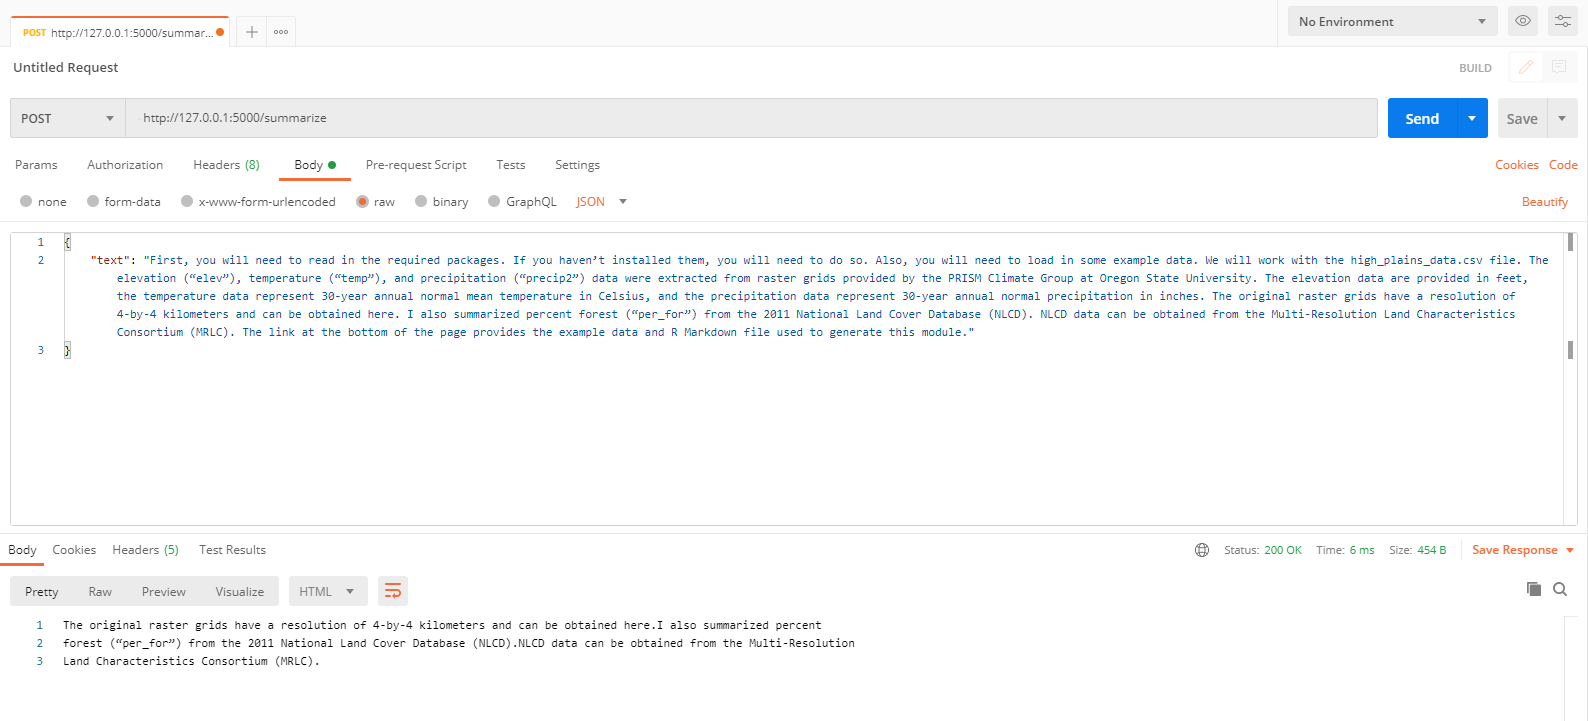 POST http://127.0.0.1:5000/summar...
No Environment
Untitled Request
BUILD
POST
http://127.0.0.1:5000/summarize
Send
Save
Params Authorization Headers (8) Body Pre-request Script Tests Settings
Cookies Code
none form-data x-www-form-urlencoded raw binary GraphQL JSON
Beautify
1 {
2 "text": "First, you will need to read in the required packages. If you haven’t installed them, you will need to do so. Also, you will need to load in some example data. We will work with the high_plains_data.csv file. The
elevation (“elev”), temperature (“temp”), and precipitation (“precip2”) data were extracted from raster grids provided by the PRISM Climate Group at Oregon State University. The elevation data are provided in feet,
the temperature data represent 30-year annual normal mean temperature in Celsius, and the precipitation data represent 30-year annual normal precipitation in inches. The original raster grids have a resolution of
4-by-4 kilometers and can be obtained here. I also summarized percent forest (“per_for”) from the 2011 National Land Cover Database (NLCD). NLCD data can be obtained from the Multi-Resolution Land Characteristics
Consortium (MRLC). The link at the bottom of the page provides the example data and R Markdown file used to generate this module."
3 }
Body Cookies Headers (5) Test Results
Status: 200 OK Time: 6 ms Size: 454 B
Save Response
Pretty Raw Preview Visualize HTML
1 The original raster grids have a resolution of 4-by-4 kilometers and can be obtained here.I also summarized percent
2 forest (“per_for”) from the 2011 National Land Cover Database (NLCD).NLCD data can be obtained from the Multi-Resolution
3 Land Characteristics Consortium (MRLC).